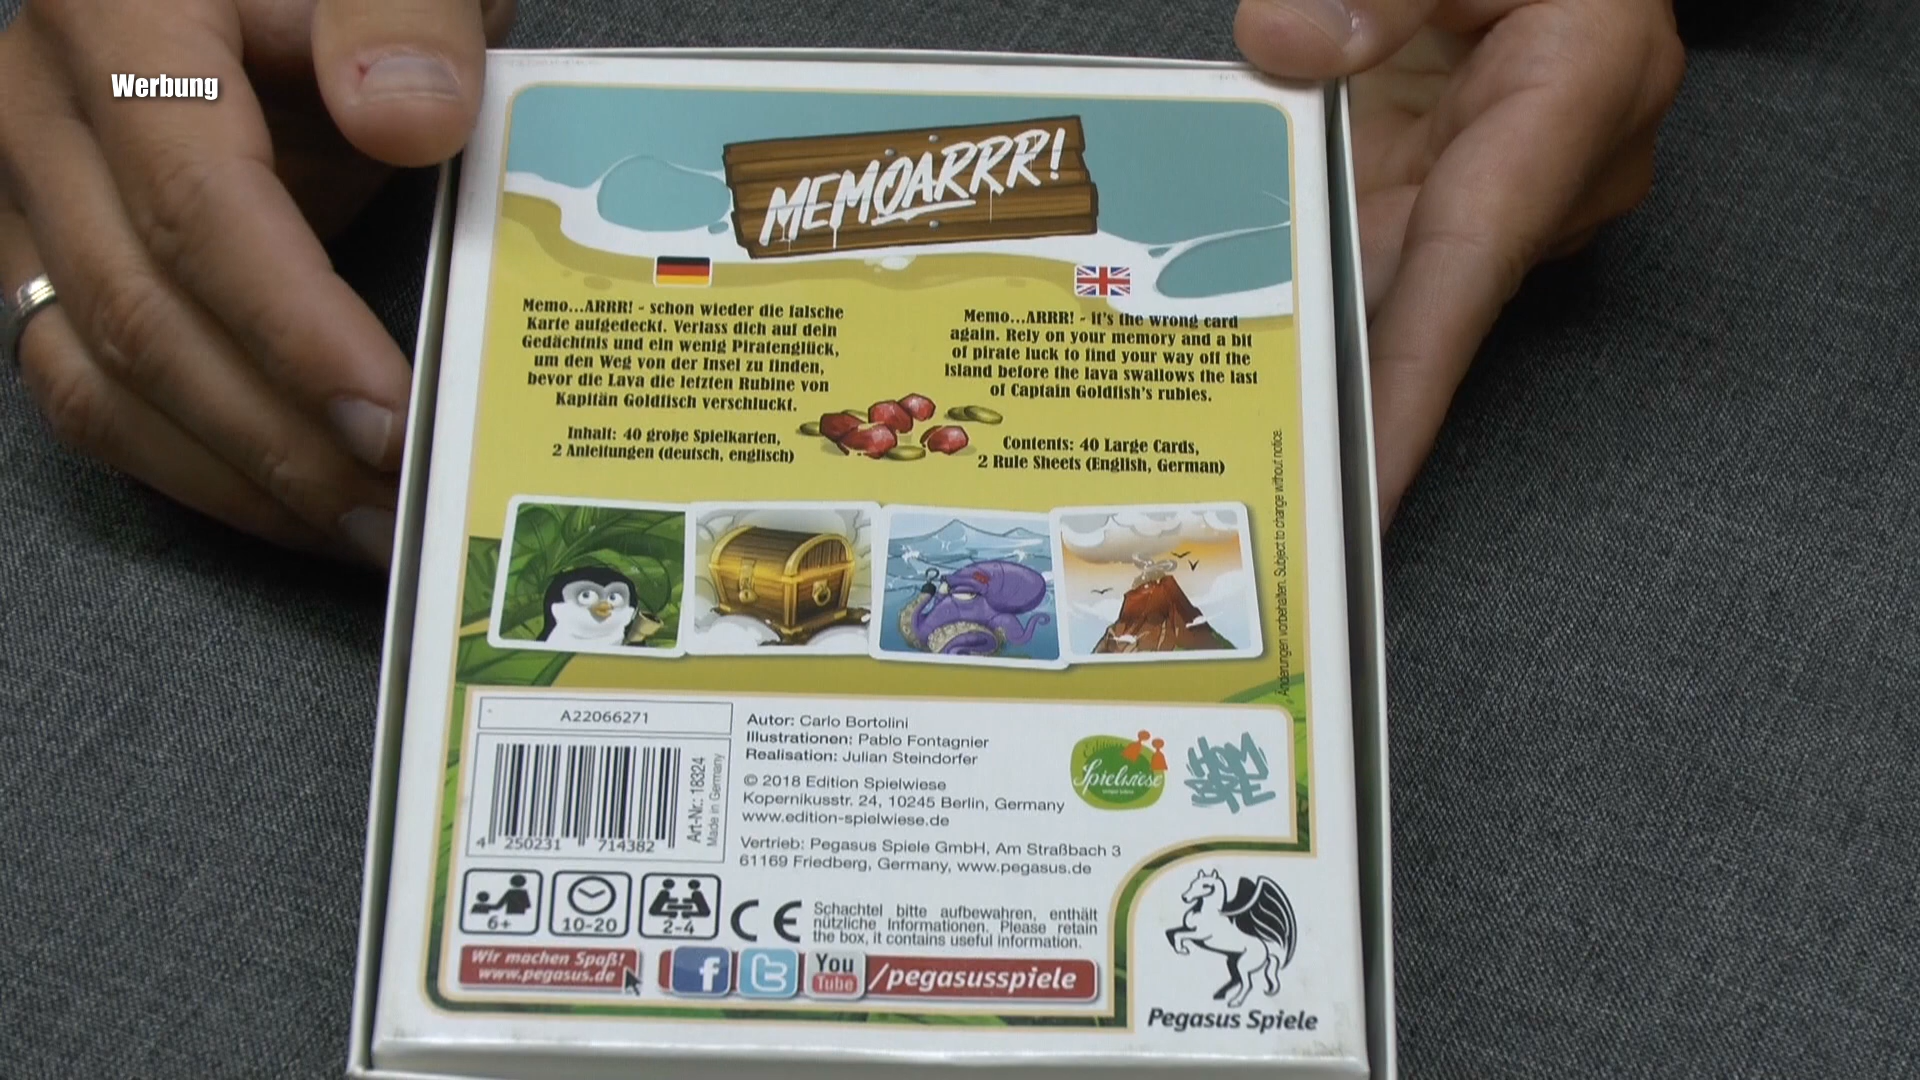 Werbung
MEMOARRR!
Memo...ARRR! - schon wieder die falsche
Karte aufgedeckt. Verlass dich auf dein
Gedächtnis und ein wenig Piratenglück,
um den Weg von der Insel zu finden,
bevor die Lava die letzten Rubine von
Kapitän Goldfisch verschluckt.
Inhalt: 40 große Spielkarten,
2 Anleitungen (deutsch, englisch)
Memo...ARRR! - it's the wrong card
again. Rely on your memory and a bit
of pirate luck to find your way off the
island before the lava swallows the last
of Captain Goldfish's rubies.
Contents: 40 Large Cards,
2 Rule Sheets (English, German)
Änderungen vorbehalten. Subject to change without notice.
A22066271
4 250231 714382
Art-Nr.: 18324
Made in Germany
Autor: Carlo Bortolini
Illustrationen: Pablo Fontagnier
Realisation: Julian Steindorfer
© 2018 Edition Spielwiese
Kopernikusstr. 24, 10245 Berlin, Germany
www.edition-spielwiese.de
Vertrieb: Pegasus Spiele GmbH, Am Straßbach 3
61169 Friedberg, Germany, www.pegasus.de
Edition
Spielwiese
HOM
BRE
6+
10-20
2-4
CE
Schachtel bitte aufbewahren, enthält
nützliche Informationen. Please retain
the box, it contains useful information.
Wir machen Spaß!
www.pegasus.de
f
t
You
Tube
/pegasusspiele
Pegasus Spiele